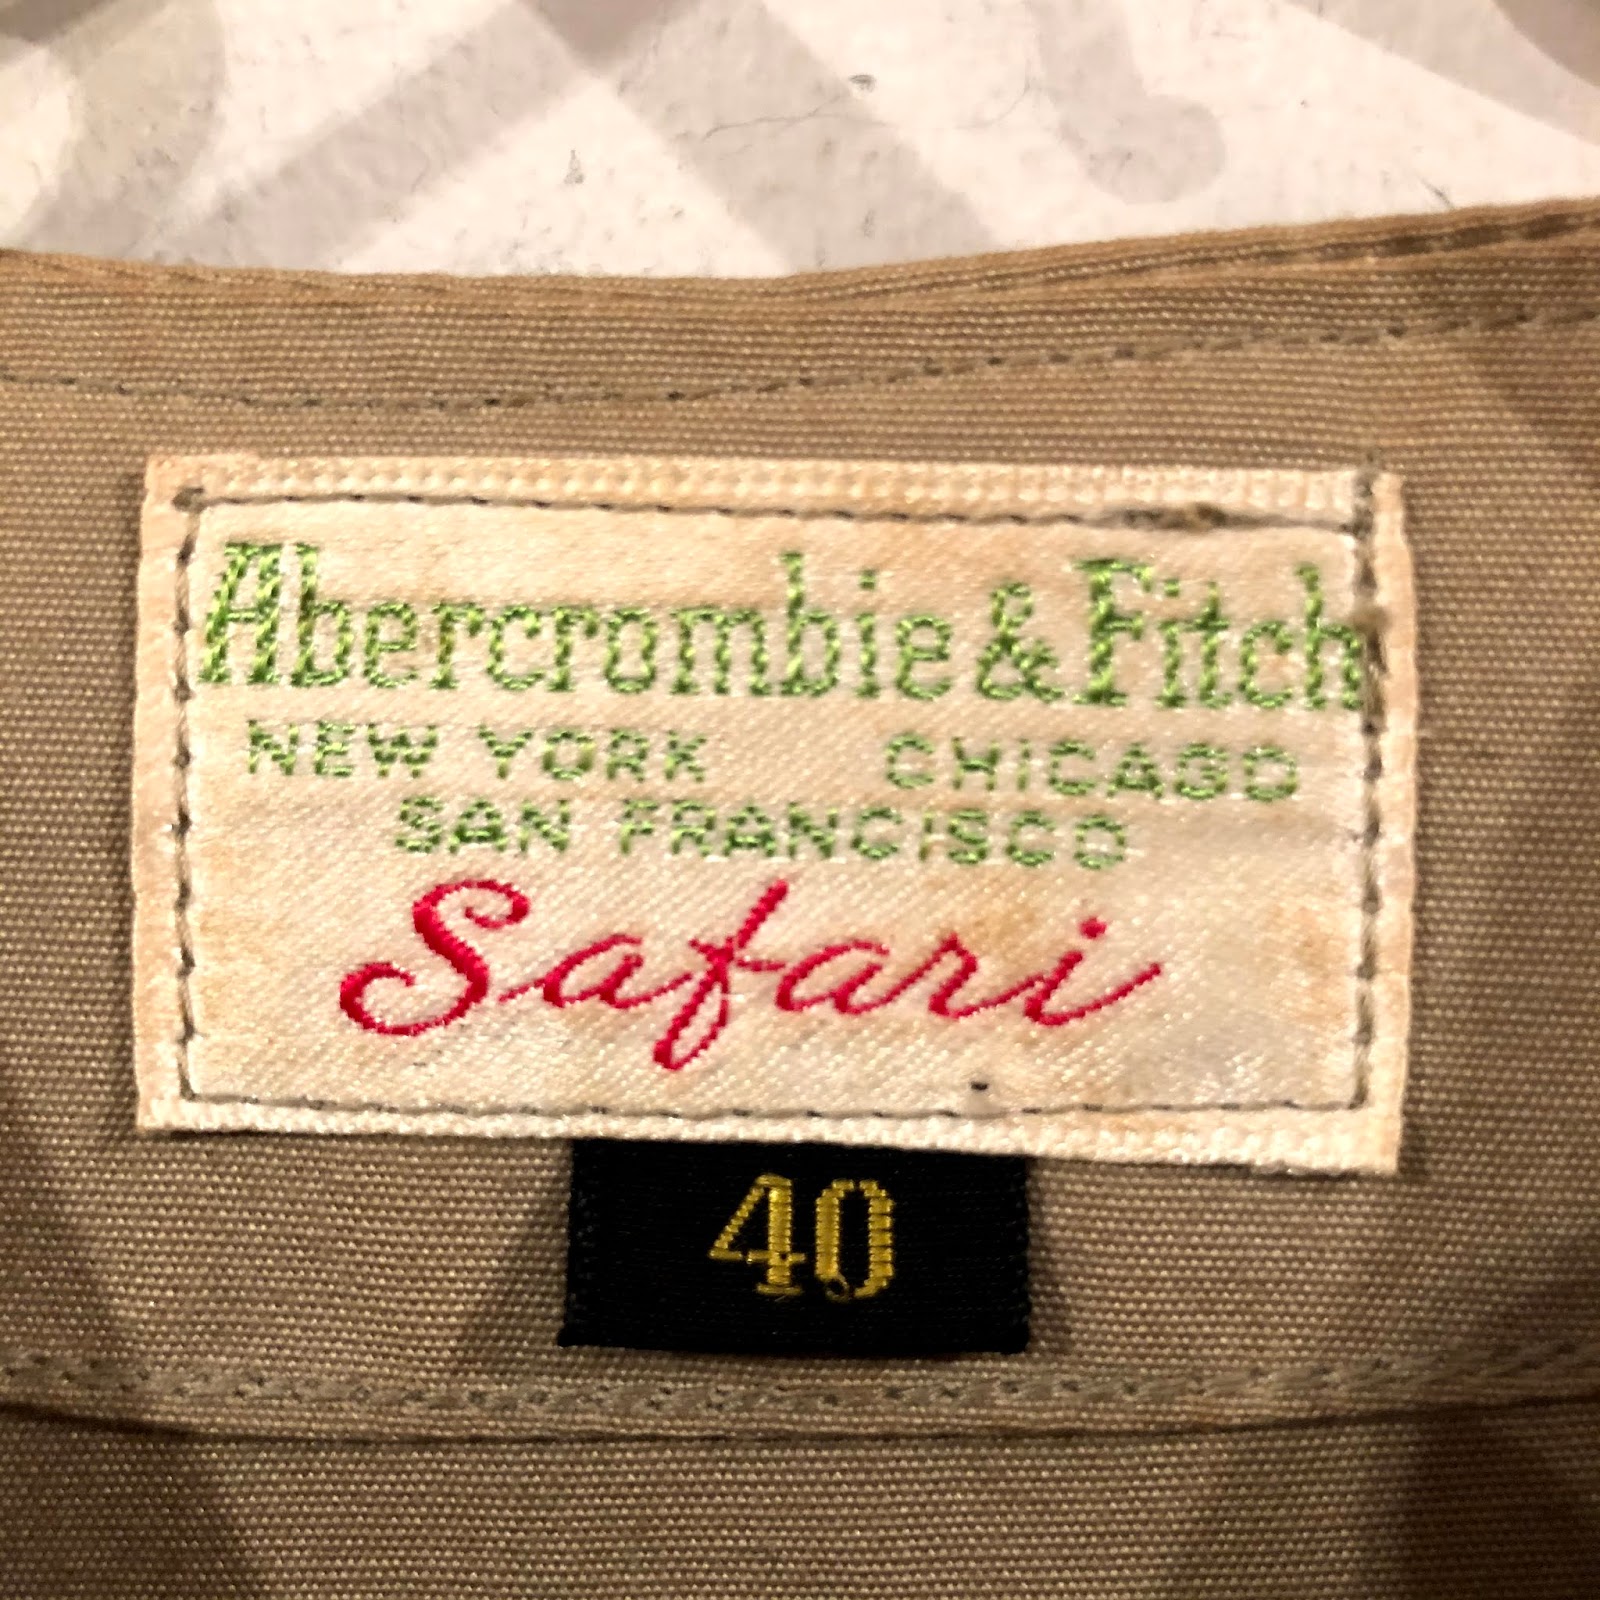 Abercrombie & Fitch
NEW YORK CHICAGO
SAN FRANCISCO
Safari
40